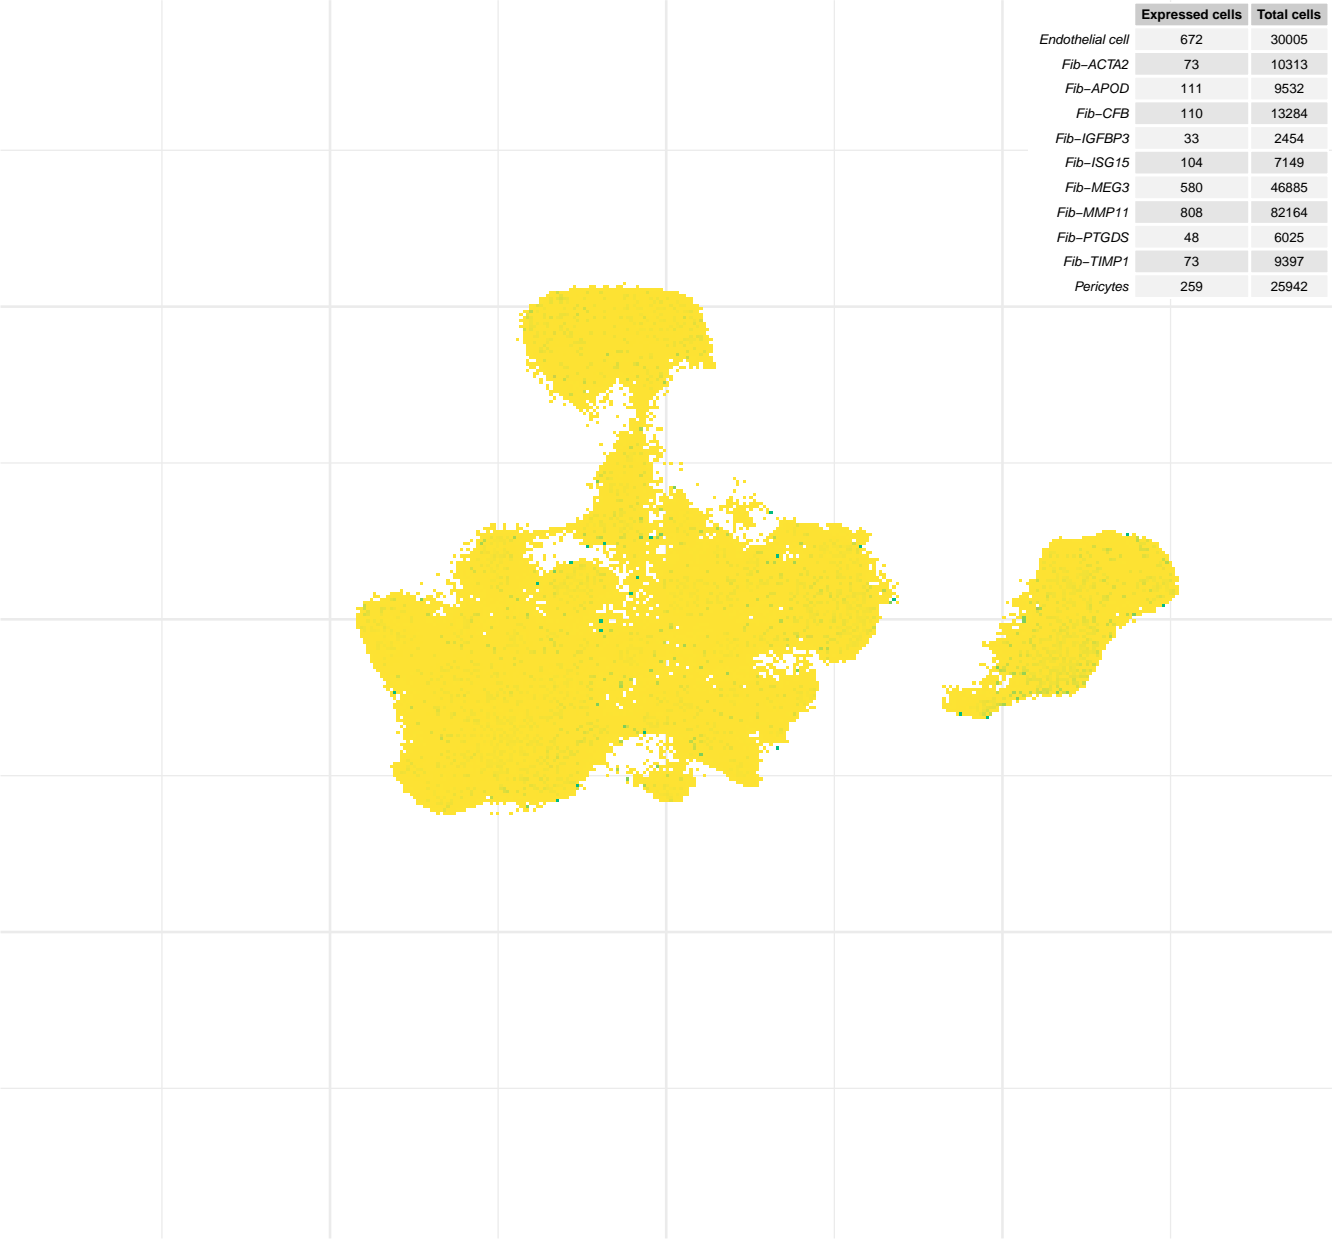 Expressed cells Total cells
Endothelial cell 672 30005
Fib−ACTA2 73 10313
Fib−APOD 111 9532
Fib−CFB 110 13284
Fib−IGFBP3 33 2454
Fib−ISG15 104 7149
Fib−MEG3 580 46885
Fib−MMP11 808 82164
Fib−PTGDS 48 6025
Fib−TIMP1 73 9397
Pericytes 259 25942